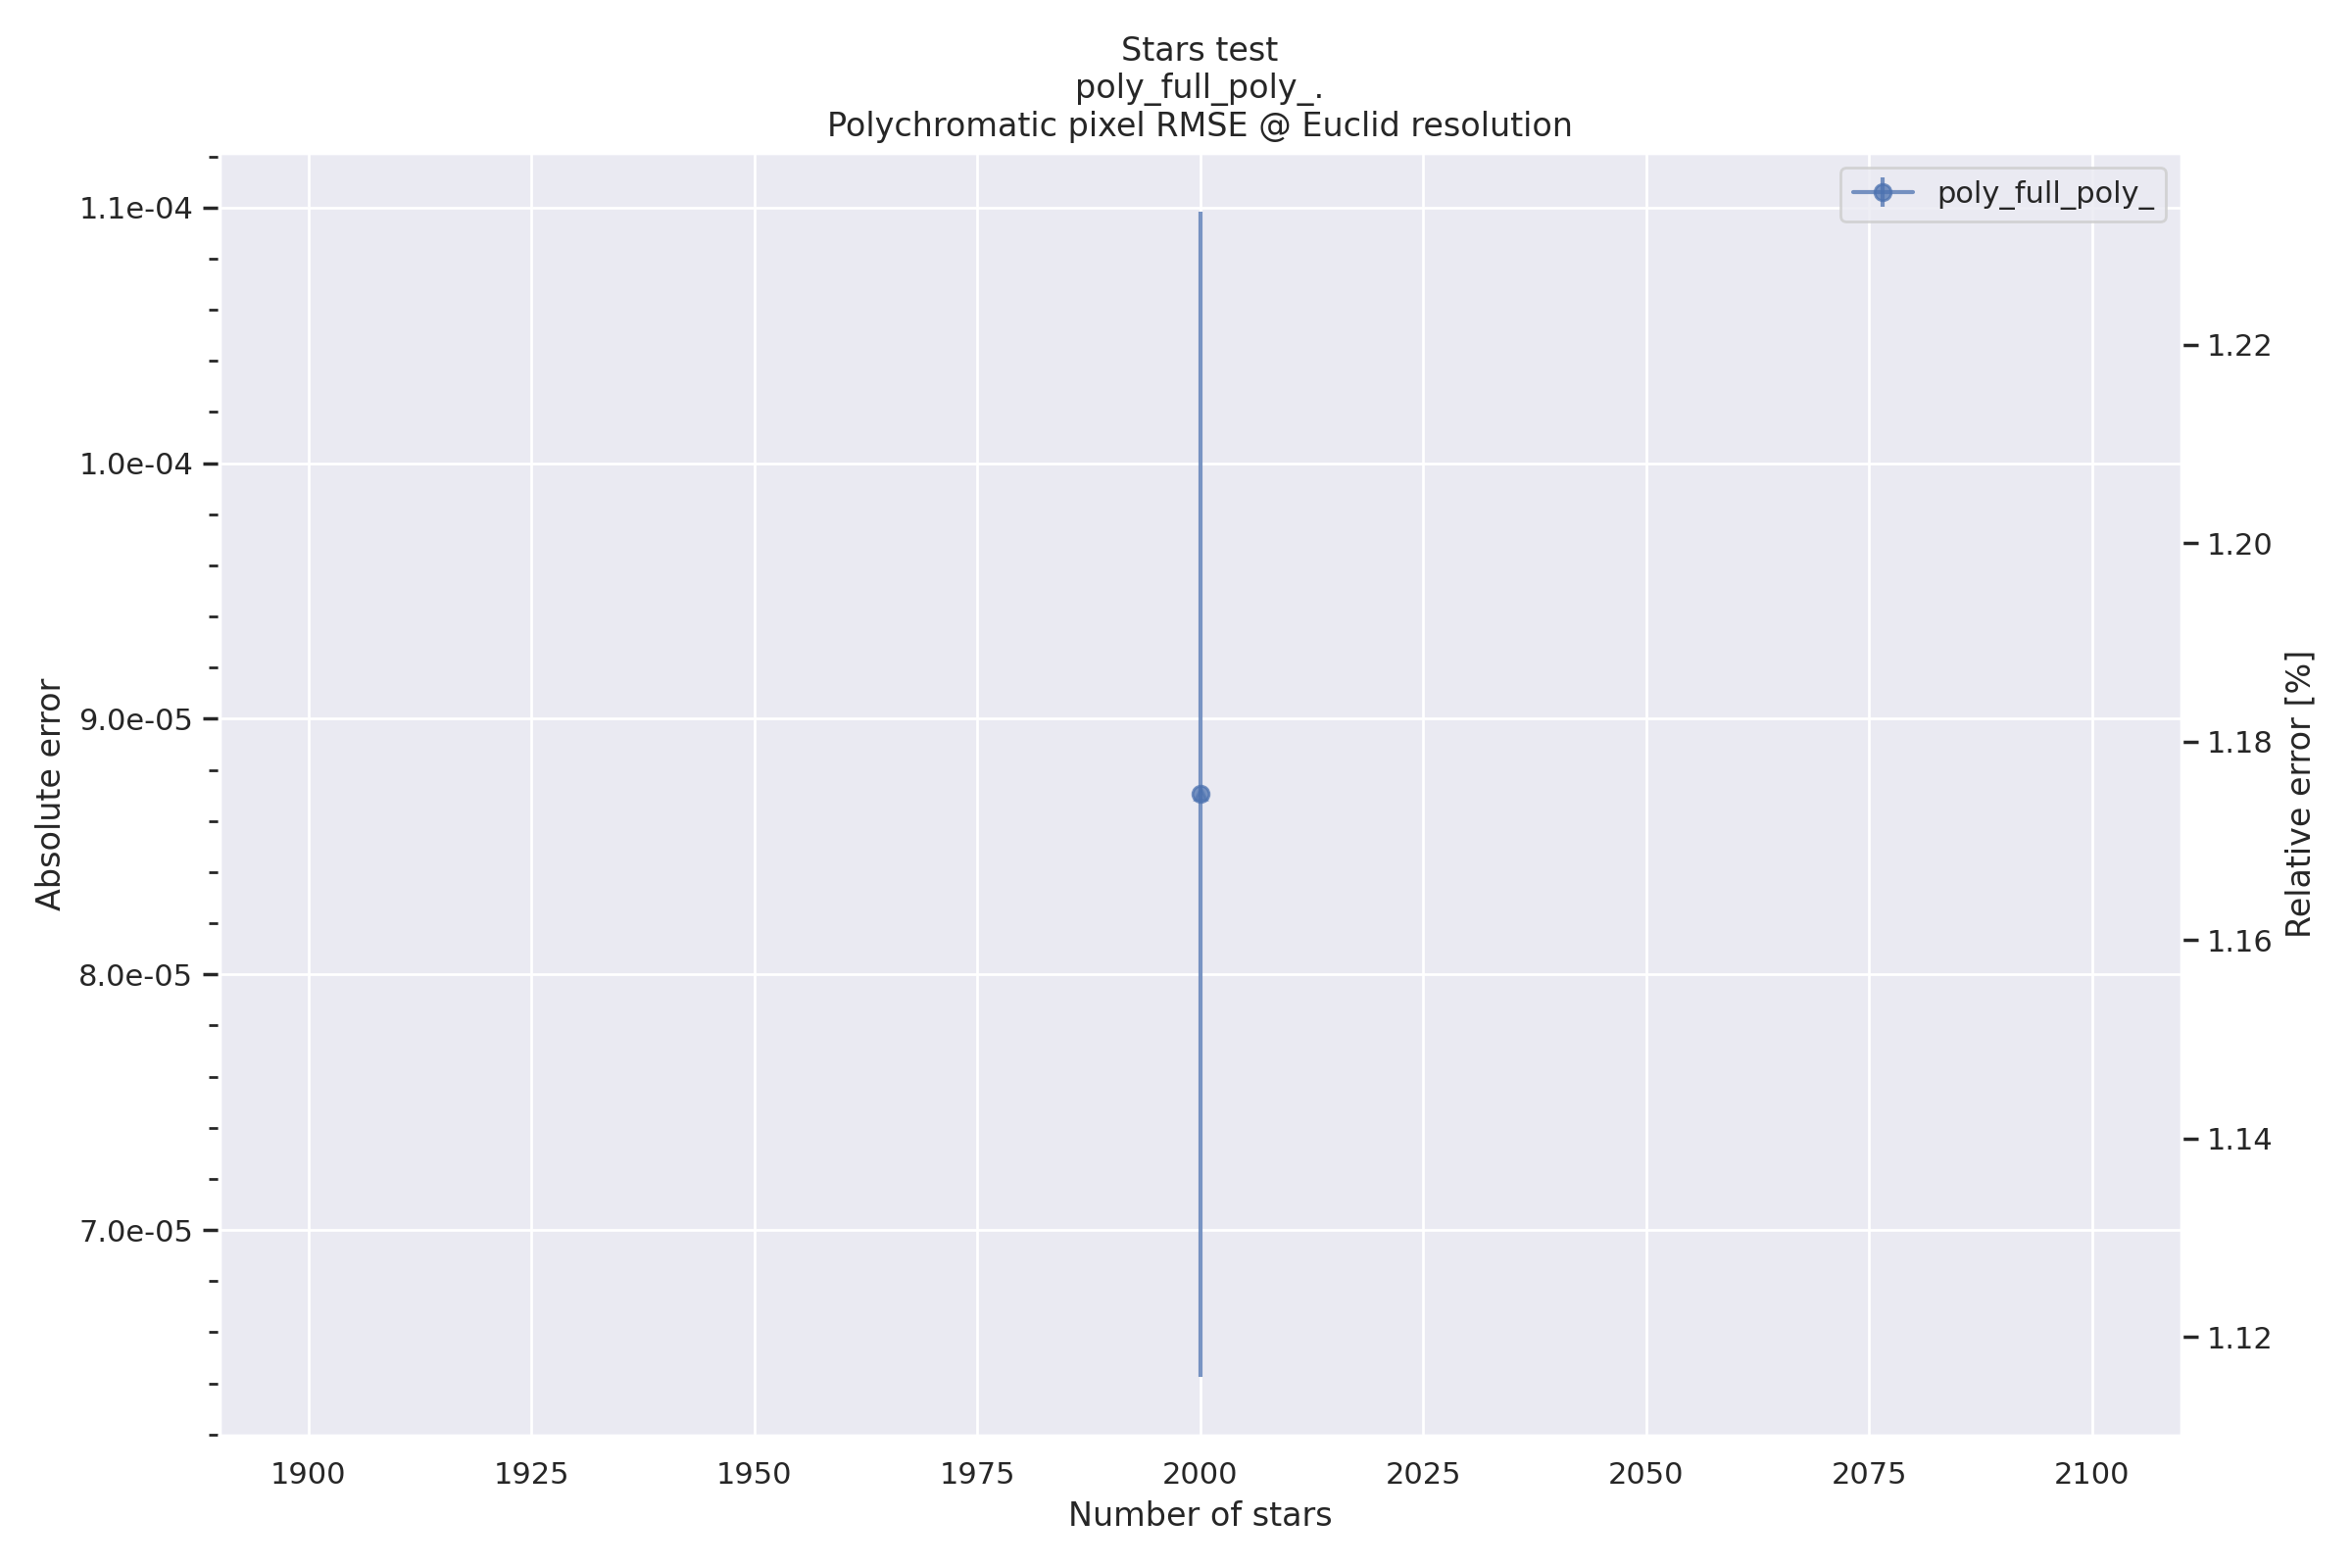 Stars test
poly_full_poly_.
Polychromatic pixel RMSE @ Euclid resolution
poly_full_poly_
1.1e-04
1.0e-04
9.0e-05
8.0e-05
7.0e-05
Absolute error
1.22
1.20
1.18
1.16
1.14
1.12
Relative error [%]
1900 1925 1950 1975 2000 2025 2050 2075 2100
Number of stars